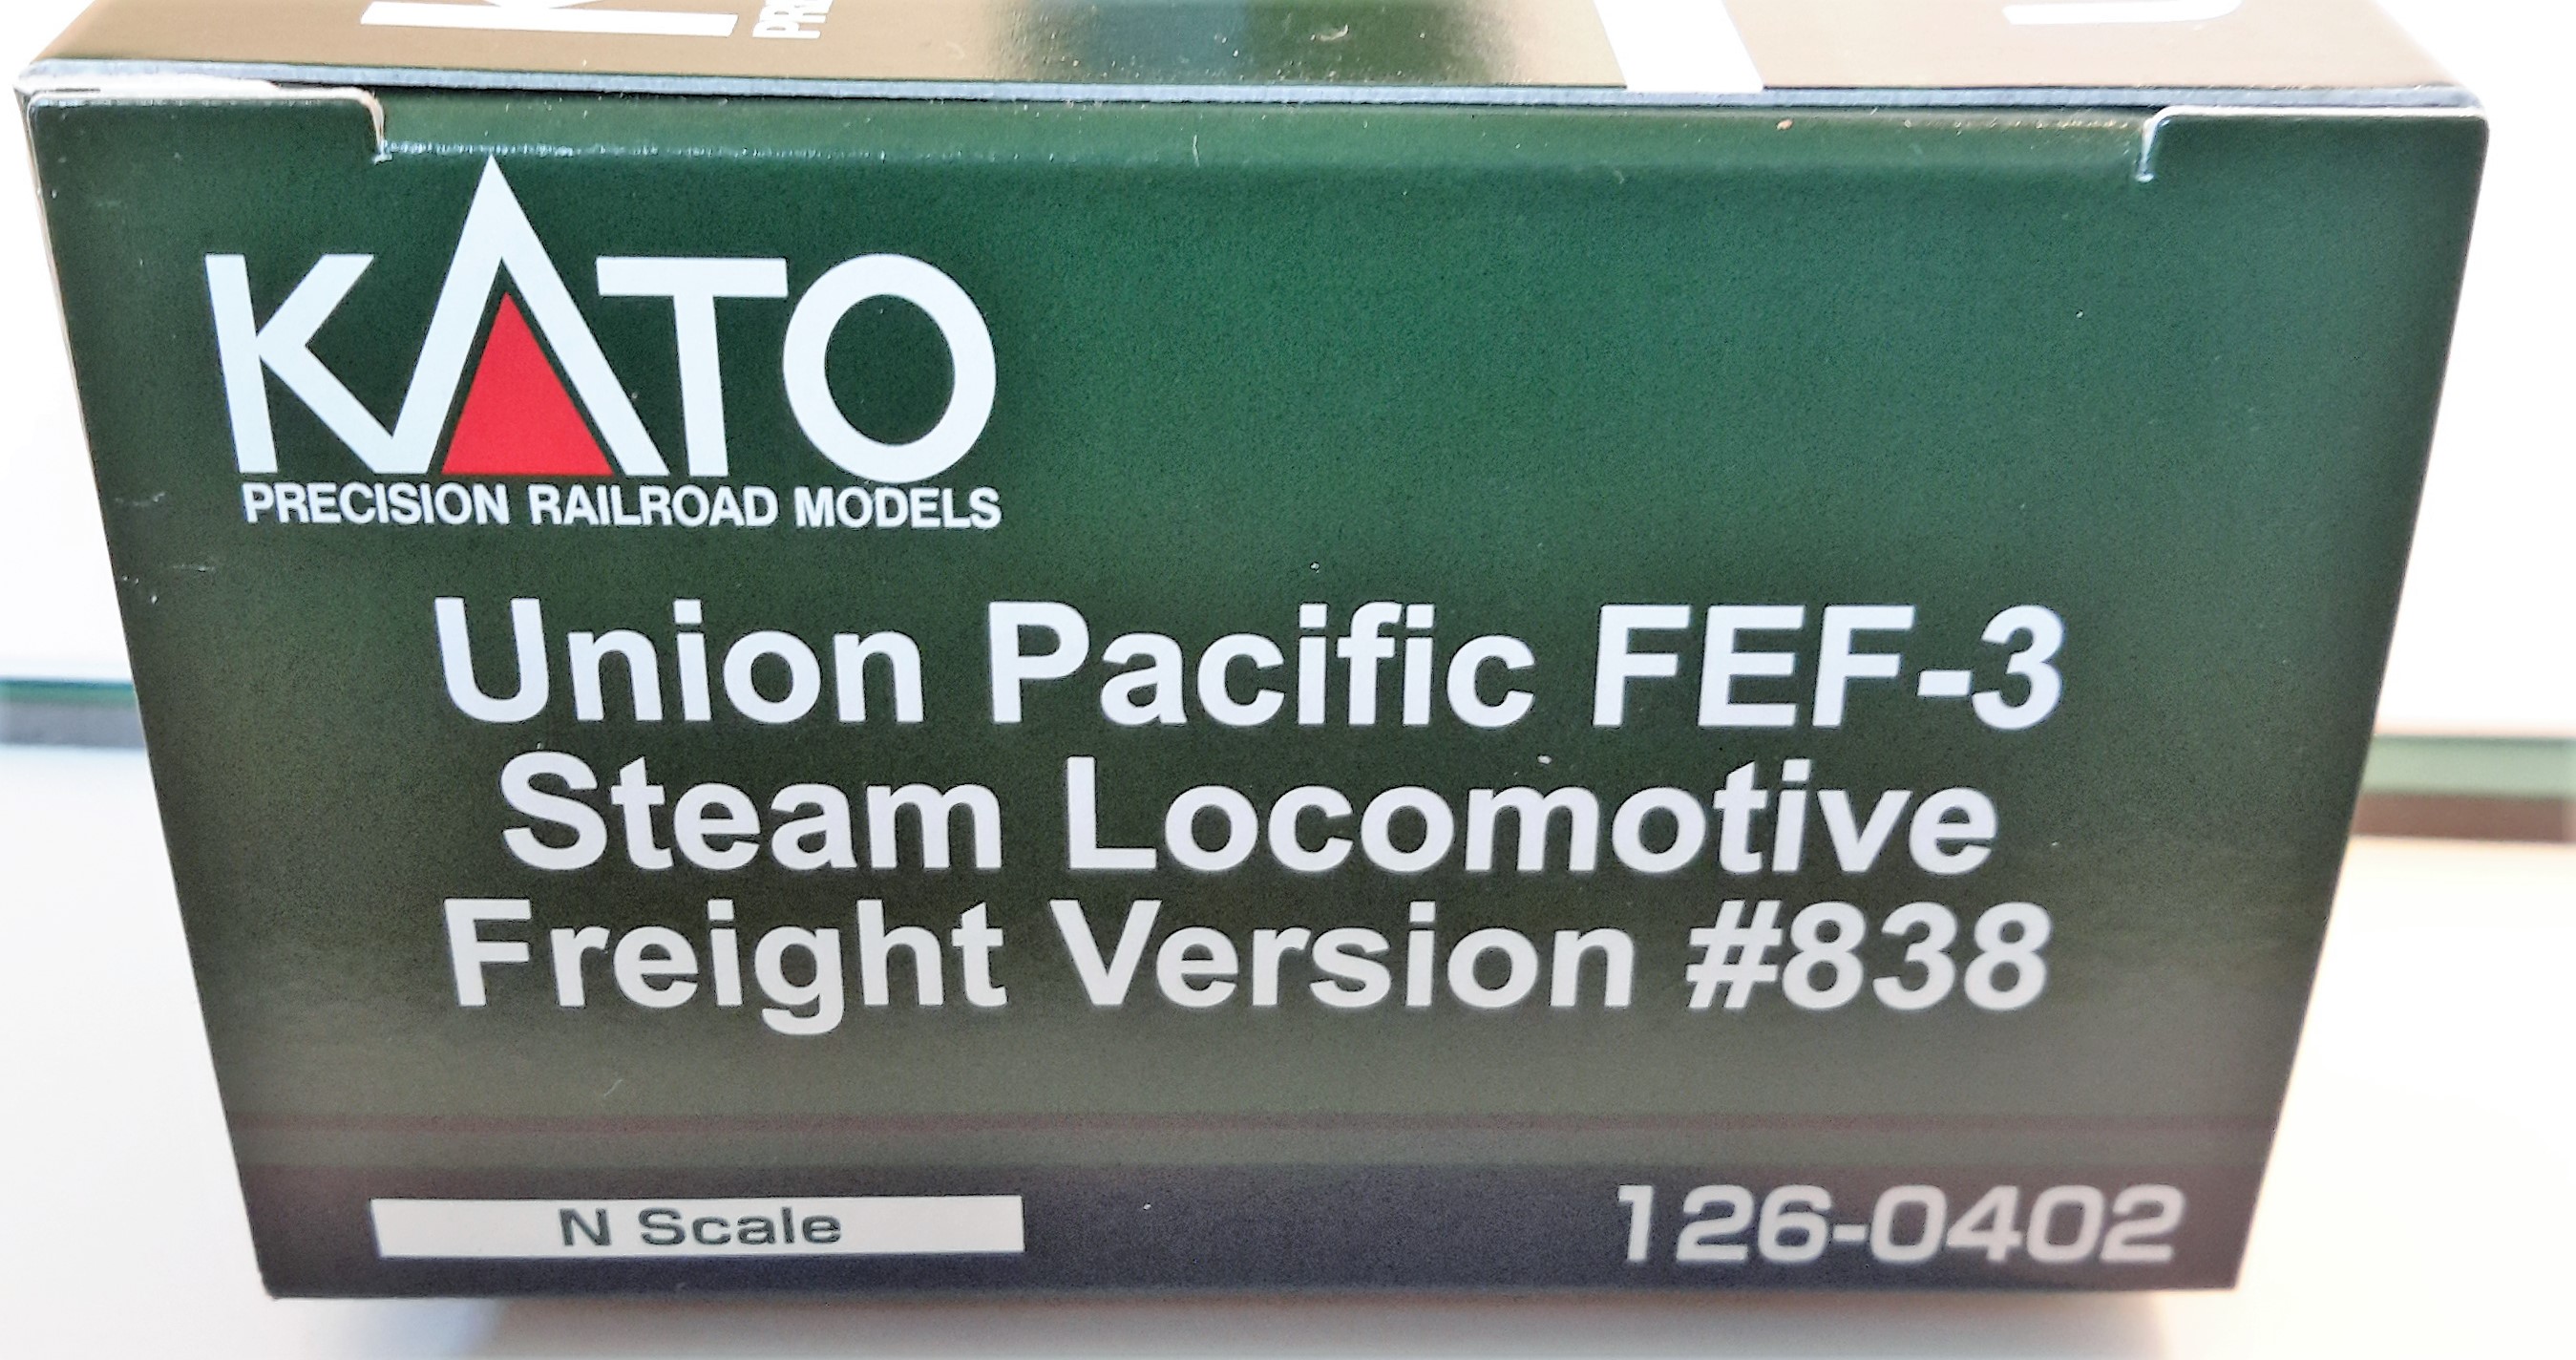 KATO
PRECISION RAILROAD MODELS
Union Pacific FEF-3
Steam Locomotive
Freight Version #838
N Scale
126-0402